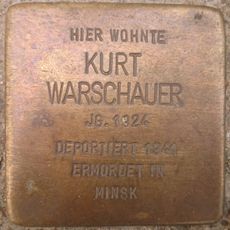 HIER WOHNTE
KURT
WARSCHAUER
JG. 1924
DEPORTIERT 1941
ERMORDET IN
MINSK